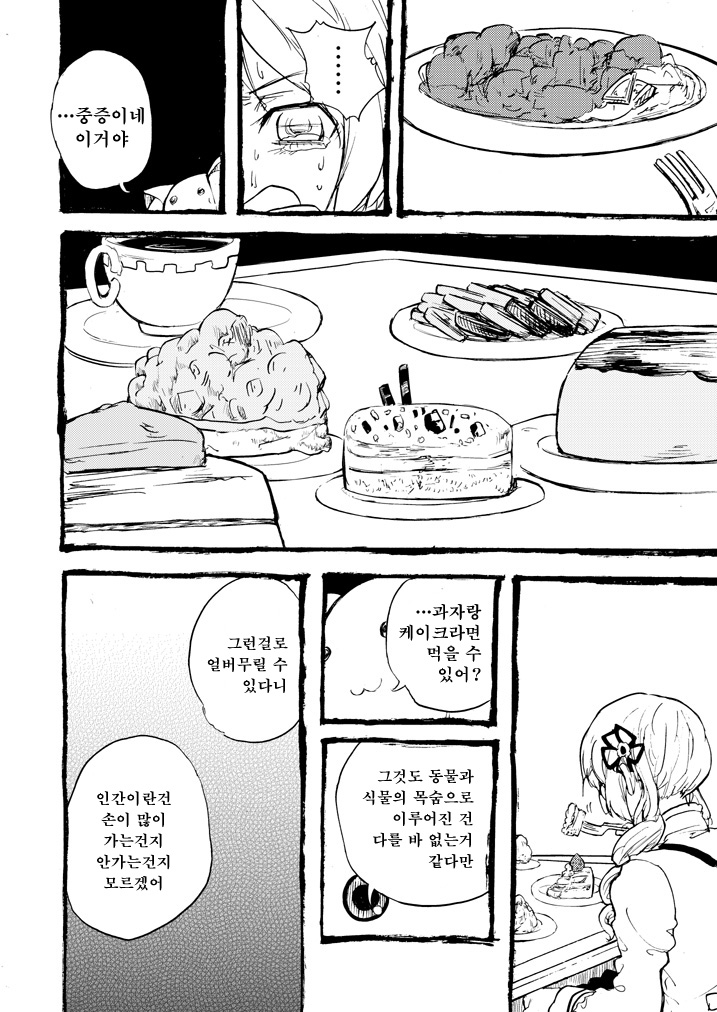 ……
…중증이네
이거야
…과자랑
케이크라면
먹을 수
있어?
그것도 동물과
식물의 목숨으로
이루어진 건
다를 바 없는거
같다만
그런걸로
얼버무릴 수
있다니
인간이란건
손이 많이
가는건지
안가는건지
모르겠어